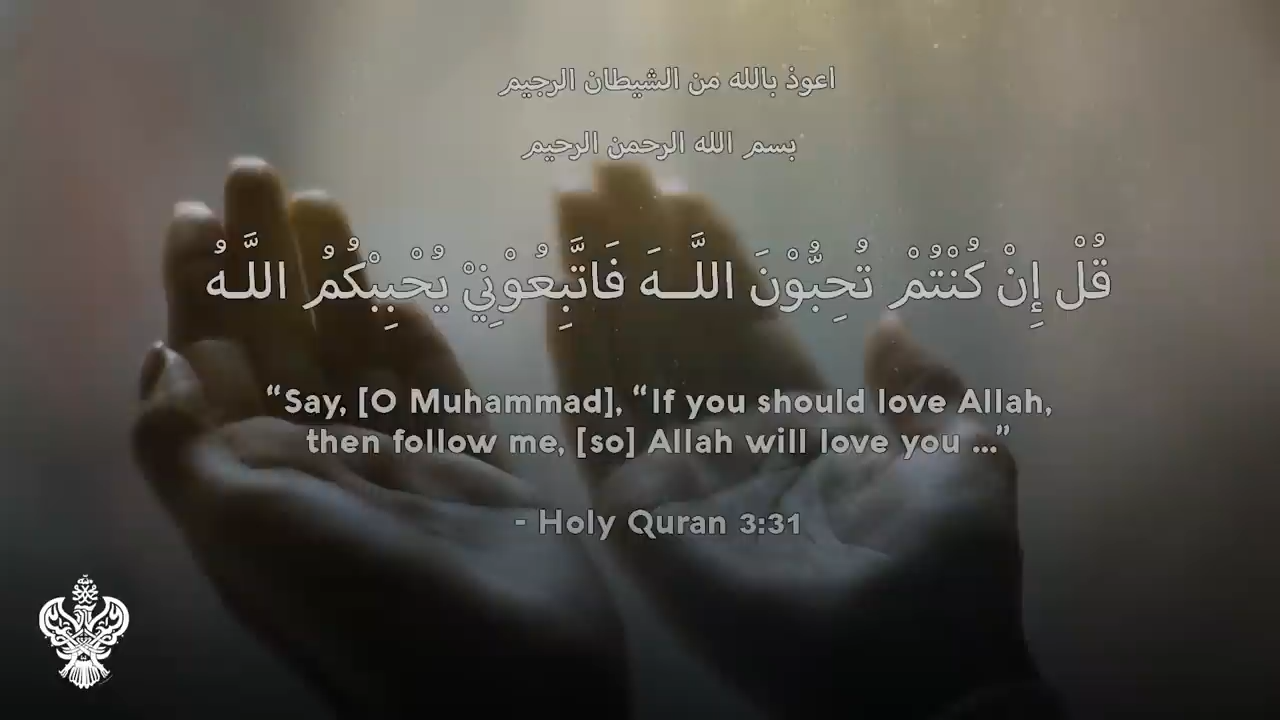 اعوذ بالله من الشيطان الرجيم
بسم الله الرحمن الرحيم
قُلْ إِنْ كُنْتُمْ تُحِبُّوْنَ اللَّـهَ فَاتَّبِعُوْنِيْ يُحْبِبْكُمُ اللَّـهُ
“Say, [O Muhammad], “If you should love Allah,
then follow me, [so] Allah will love you ...”
- Holy Quran 3:31